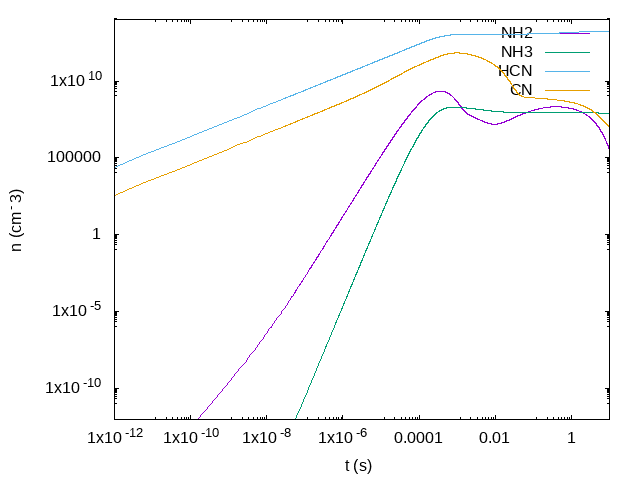 NH2
NH3
HCN
CN
1x10 10
100000
1
1x10 -5
1x10 -10
n (cm-3)
1x10 -12
1x10 -10
1x10 -8
1x10 -6
0.0001
0.01
1
t (s)